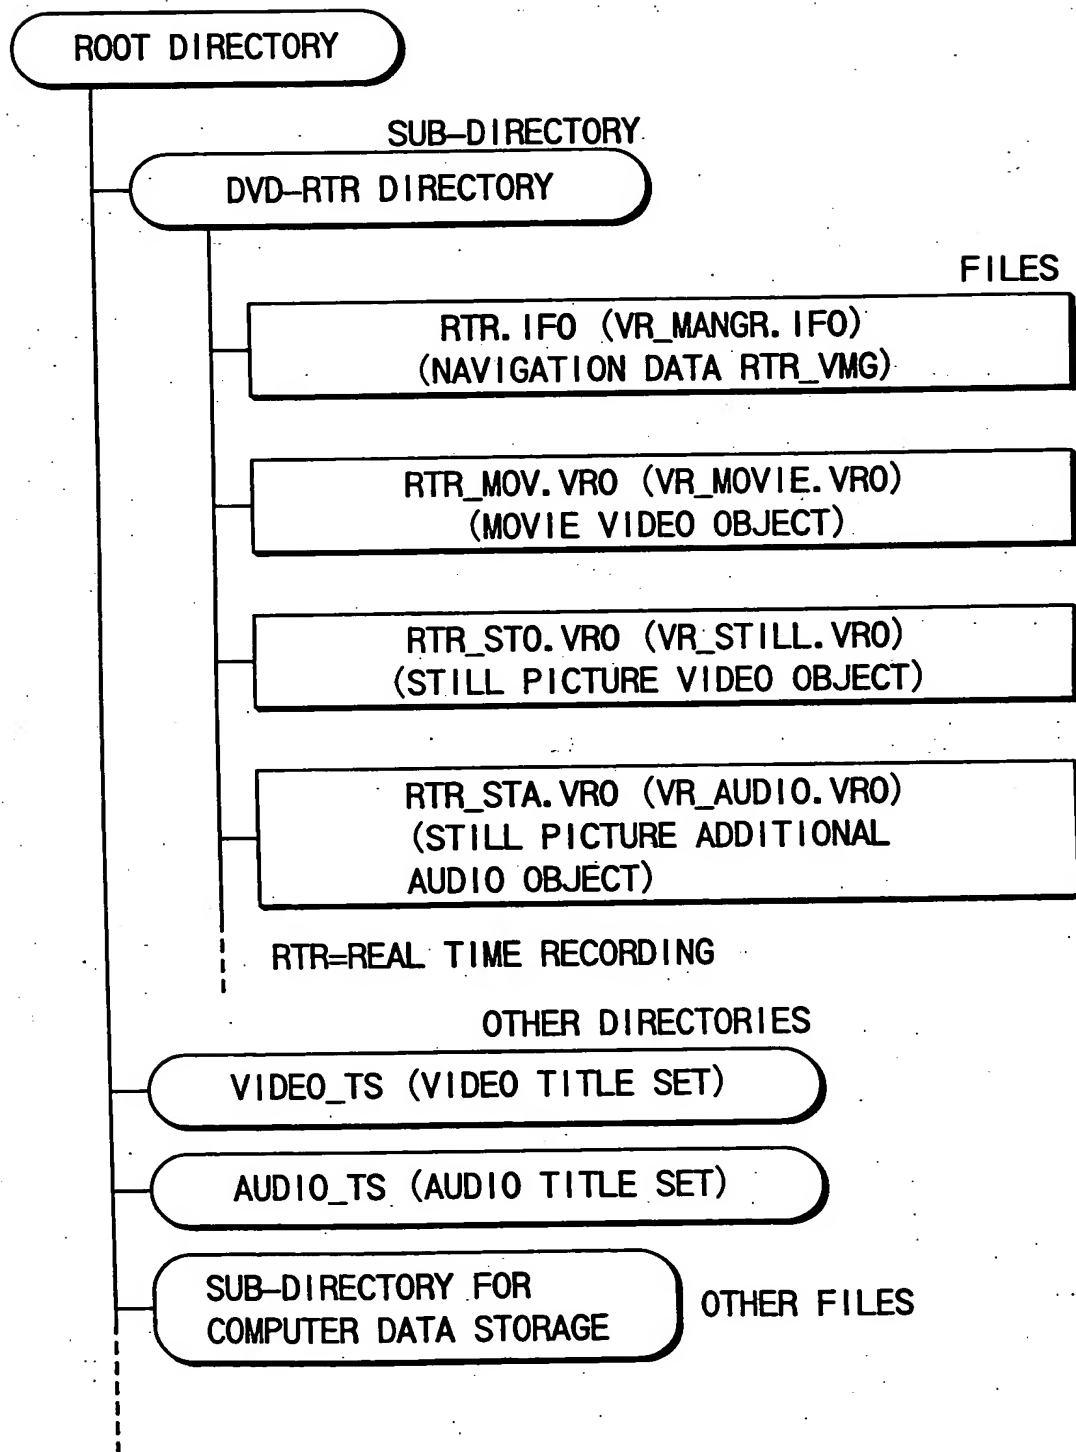 ROOT DIRECTORY
SUB-DIRECTORY
DVD-RTR DIRECTORY
FILES
RTR.IFO (VR_MANGR.IFO)
(NAVIGATION DATA RTR_VMG)
RTR_MOV.VRO (VR_MOVIE.VRO)
(MOVIE VIDEO OBJECT)
RTR_STO.VRO (VR_STILL.VRO)
(STILL PICTURE VIDEO OBJECT)
RTR_STA.VRO (VR_AUDIO.VRO)
(STILL PICTURE ADDITIONAL
AUDIO OBJECT)
RTR=REAL TIME RECORDING
OTHER DIRECTORIES
VIDEO_TS (VIDEO TITLE SET)
AUDIO_TS (AUDIO TITLE SET)
SUB-DIRECTORY FOR
COMPUTER DATA STORAGE
OTHER FILES